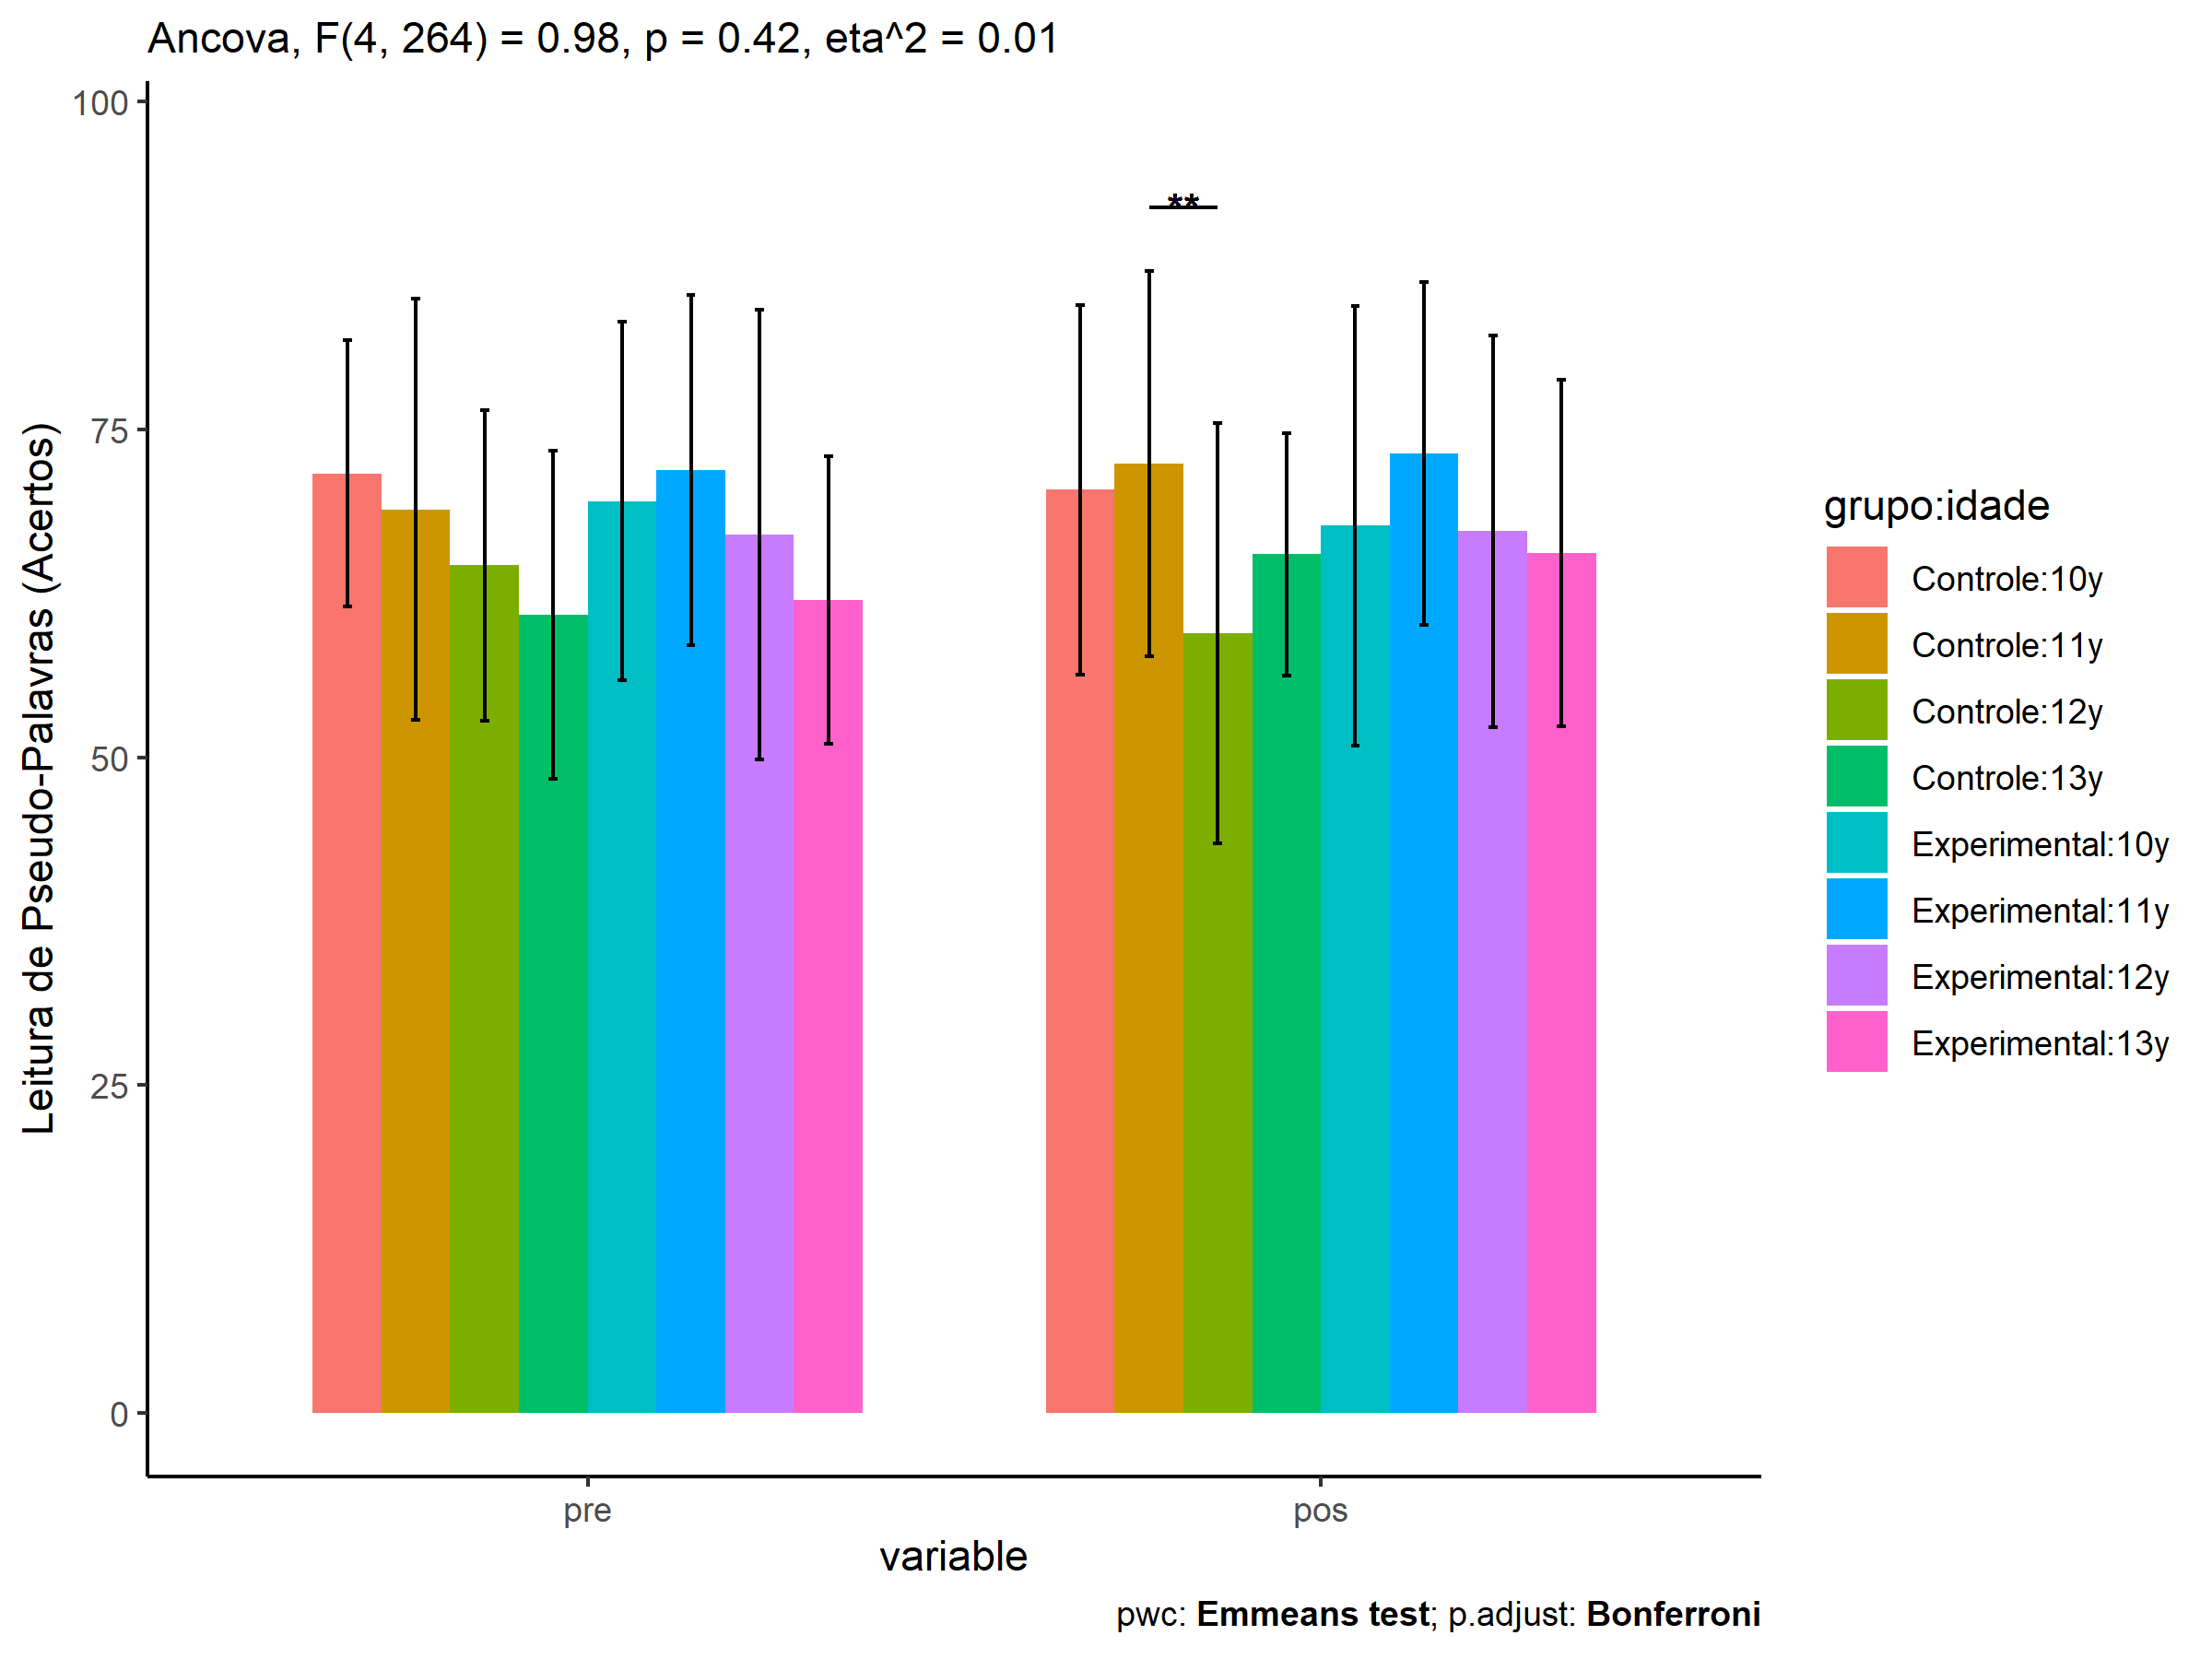 Ancova, F(4, 264) = 0.98, p = 0.42, eta^2 = 0.01
Leitura de Pseudo-Palavras (Acertos)
100
75
50
25
0
**
pre
pos
variable
grupo:idade
Controle:10y
Controle:11y
Controle:12y
Controle:13y
Experimental:10y
Experimental:11y
Experimental:12y
Experimental:13y
pwc: Emmeans test; p.adjust: Bonferroni